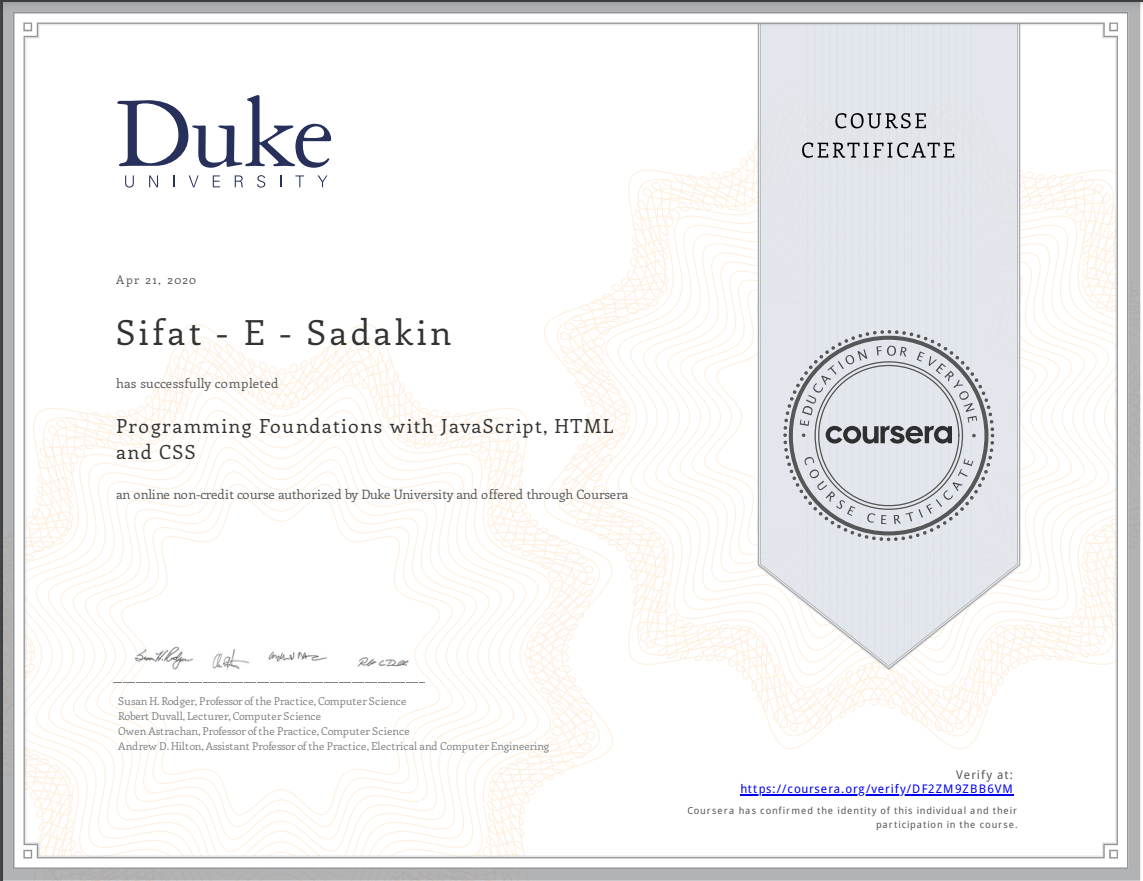 Duke
UNIVERSITY
COURSE
CERTIFICATE
Apr 21, 2020
Sifat - E - Sadakin
has successfully completed
Programming Foundations with JavaScript, HTML
and CSS
an online non-credit course authorized by Duke University and offered through Coursera
EDUCATION FOR EVERYONE
coursera
COURSE CERTIFICATE
Susan H. Rodger, Professor of the Practice, Computer Science
Robert Duvall, Lecturer, Computer Science
Owen Astrachan, Professor of the Practice, Computer Science
Andrew D. Hilton, Assistant Professor of the Practice, Electrical and Computer Engineering
Verify at:
https://coursera.org/verify/DF2ZM9ZBB6VM
Coursera has confirmed the identity of this individual and their
participation in the course.